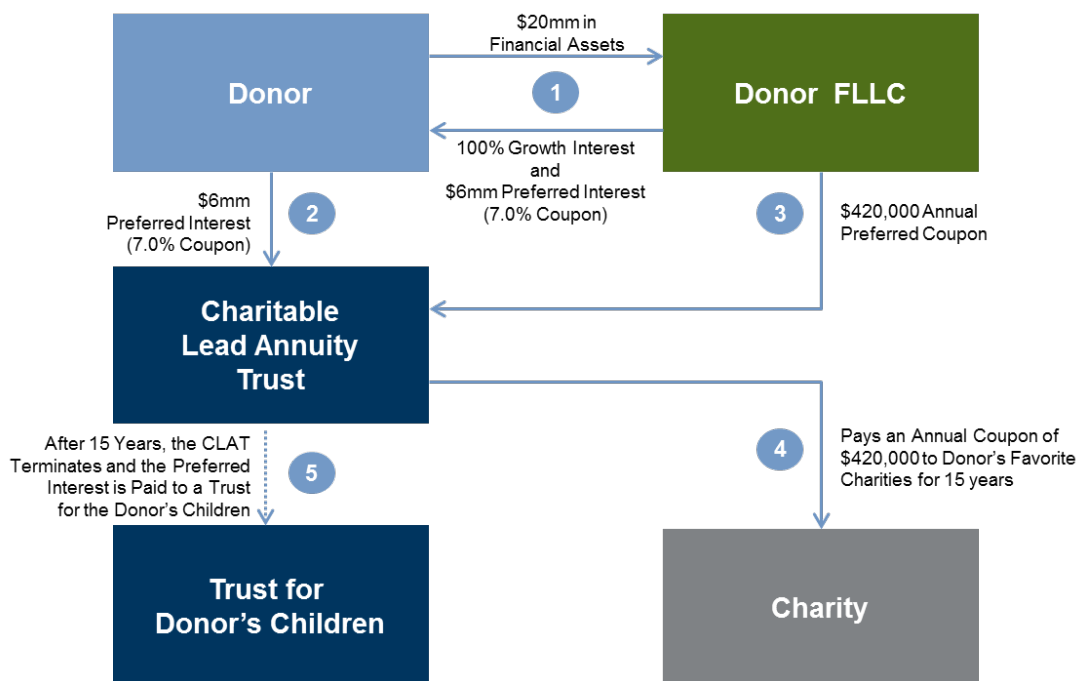 $20mm in
Financial Assets
Donor
1
Donor FLLC
100% Growth Interest
and
$6mm Preferred Interest
(7.0% Coupon)
$6mm
Preferred Interest
(7.0% Coupon)
2
3
$420,000 Annual
Preferred Coupon
Charitable
Lead Annuity
Trust
After 15 Years, the CLAT
Terminates and the Preferred
Interest is Paid to a Trust
for the Donor's Children
5
4
Pays an Annual Coupon of
$420,000 to Donor's Favorite
Charities for 15 years
Trust for
Donor's Children
Charity